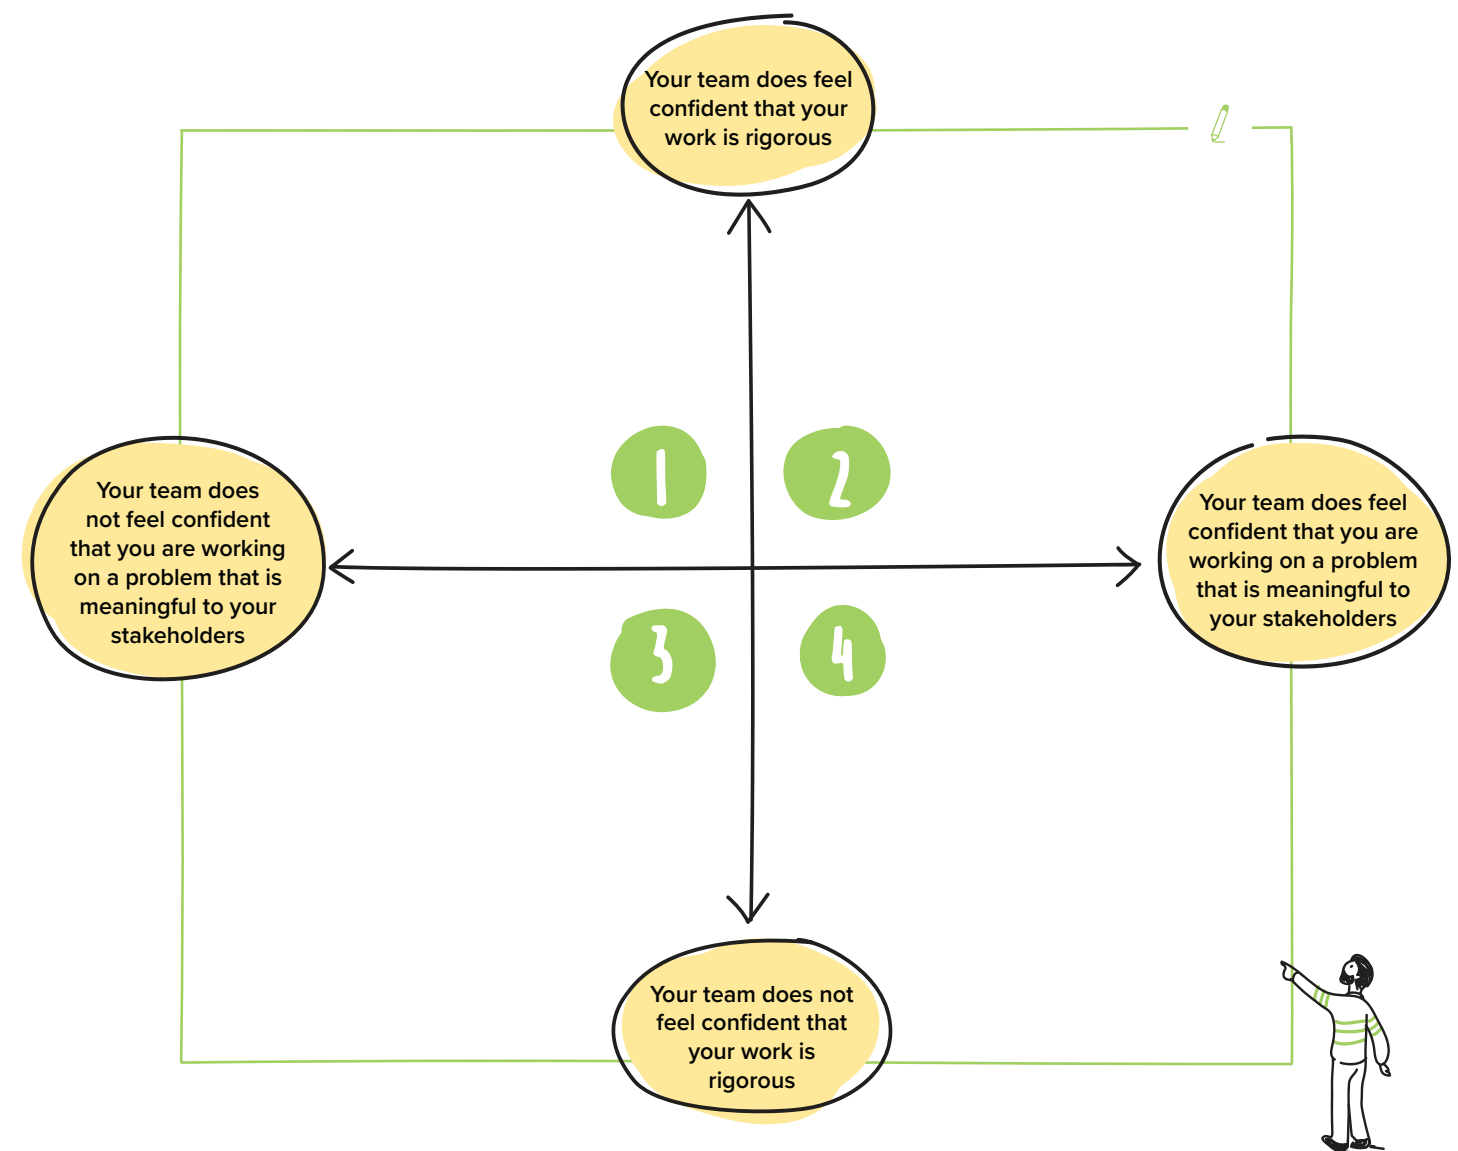 Your team does feel
confident that your
work is rigorous
1
2
Your team does
not feel confident
that you are working
on a problem that is
meaningful to your
stakeholders
Your team does feel
confident that you are
working on a problem
that is meaningful to
your stakeholders
3
4
Your team does not
feel confident that
your work is
rigorous